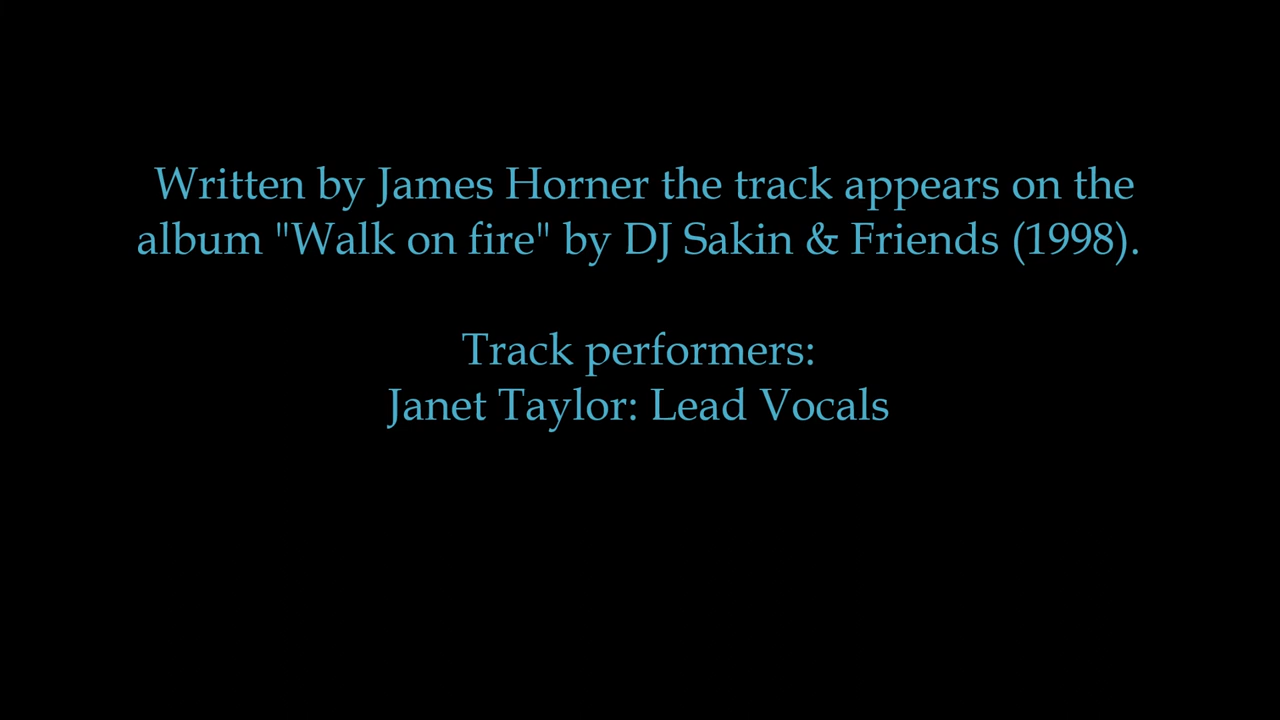 Written by James Horner the track appears on the
album "Walk on fire" by DJ Sakin & Friends (1998).
Track performers:
Janet Taylor: Lead Vocals